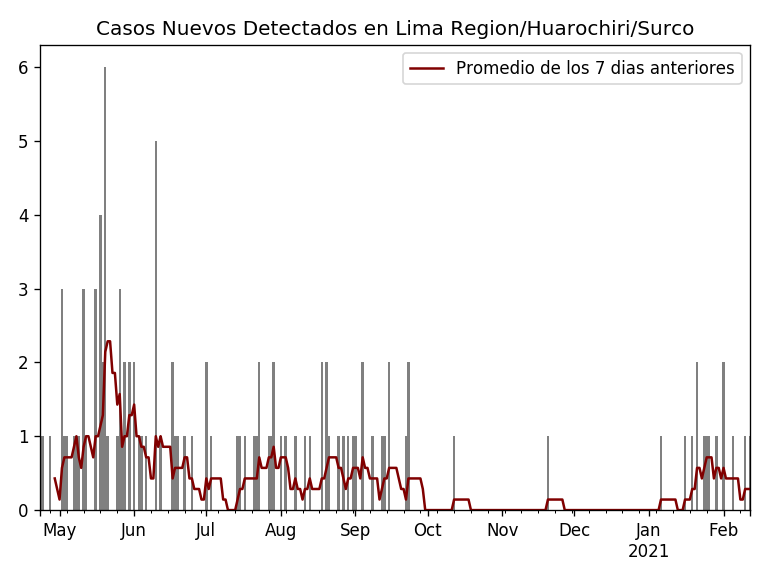 Casos Nuevos Detectados en Lima Region/Huarochiri/Surco
Promedio de los 7 dias anteriores
6
5
4
3
2
1
0
May Jun Jul Aug Sep Oct Nov Dec Jan Feb
2021